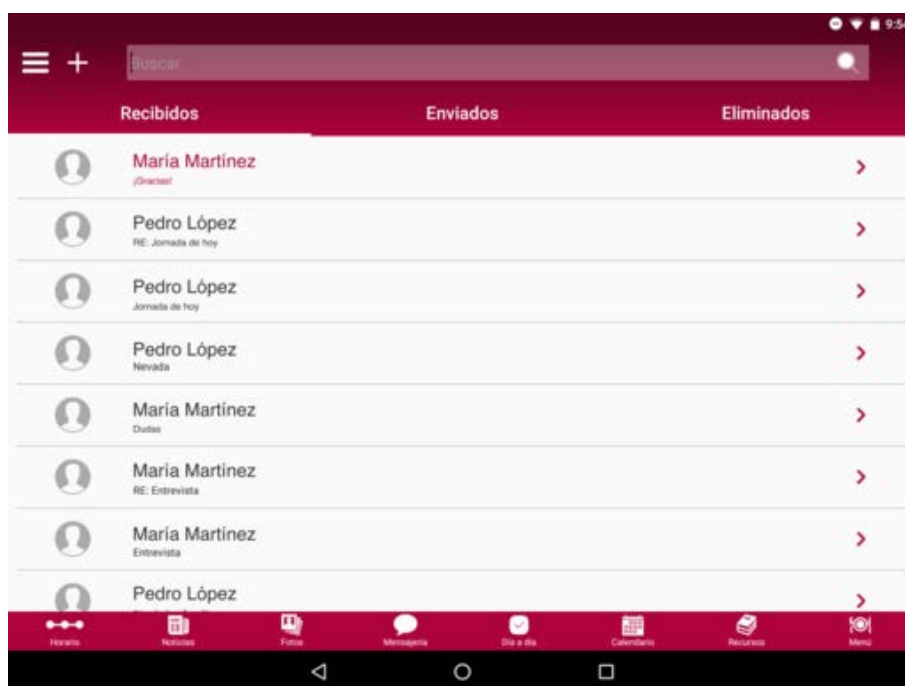 9:54
Buscar
Recibidos Enviados Eliminados
María Martínez
¡Gracias!
Pedro López
RE: Jornada de hoy
Pedro López
Jornada de hoy
Pedro López
Nevada
María Martínez
Dudas
María Martínez
RE: Entrevista
María Martínez
Entrevista
Pedro López
Horario Noticias Fotos Mensajería Día a día Calendario Recursos Menú